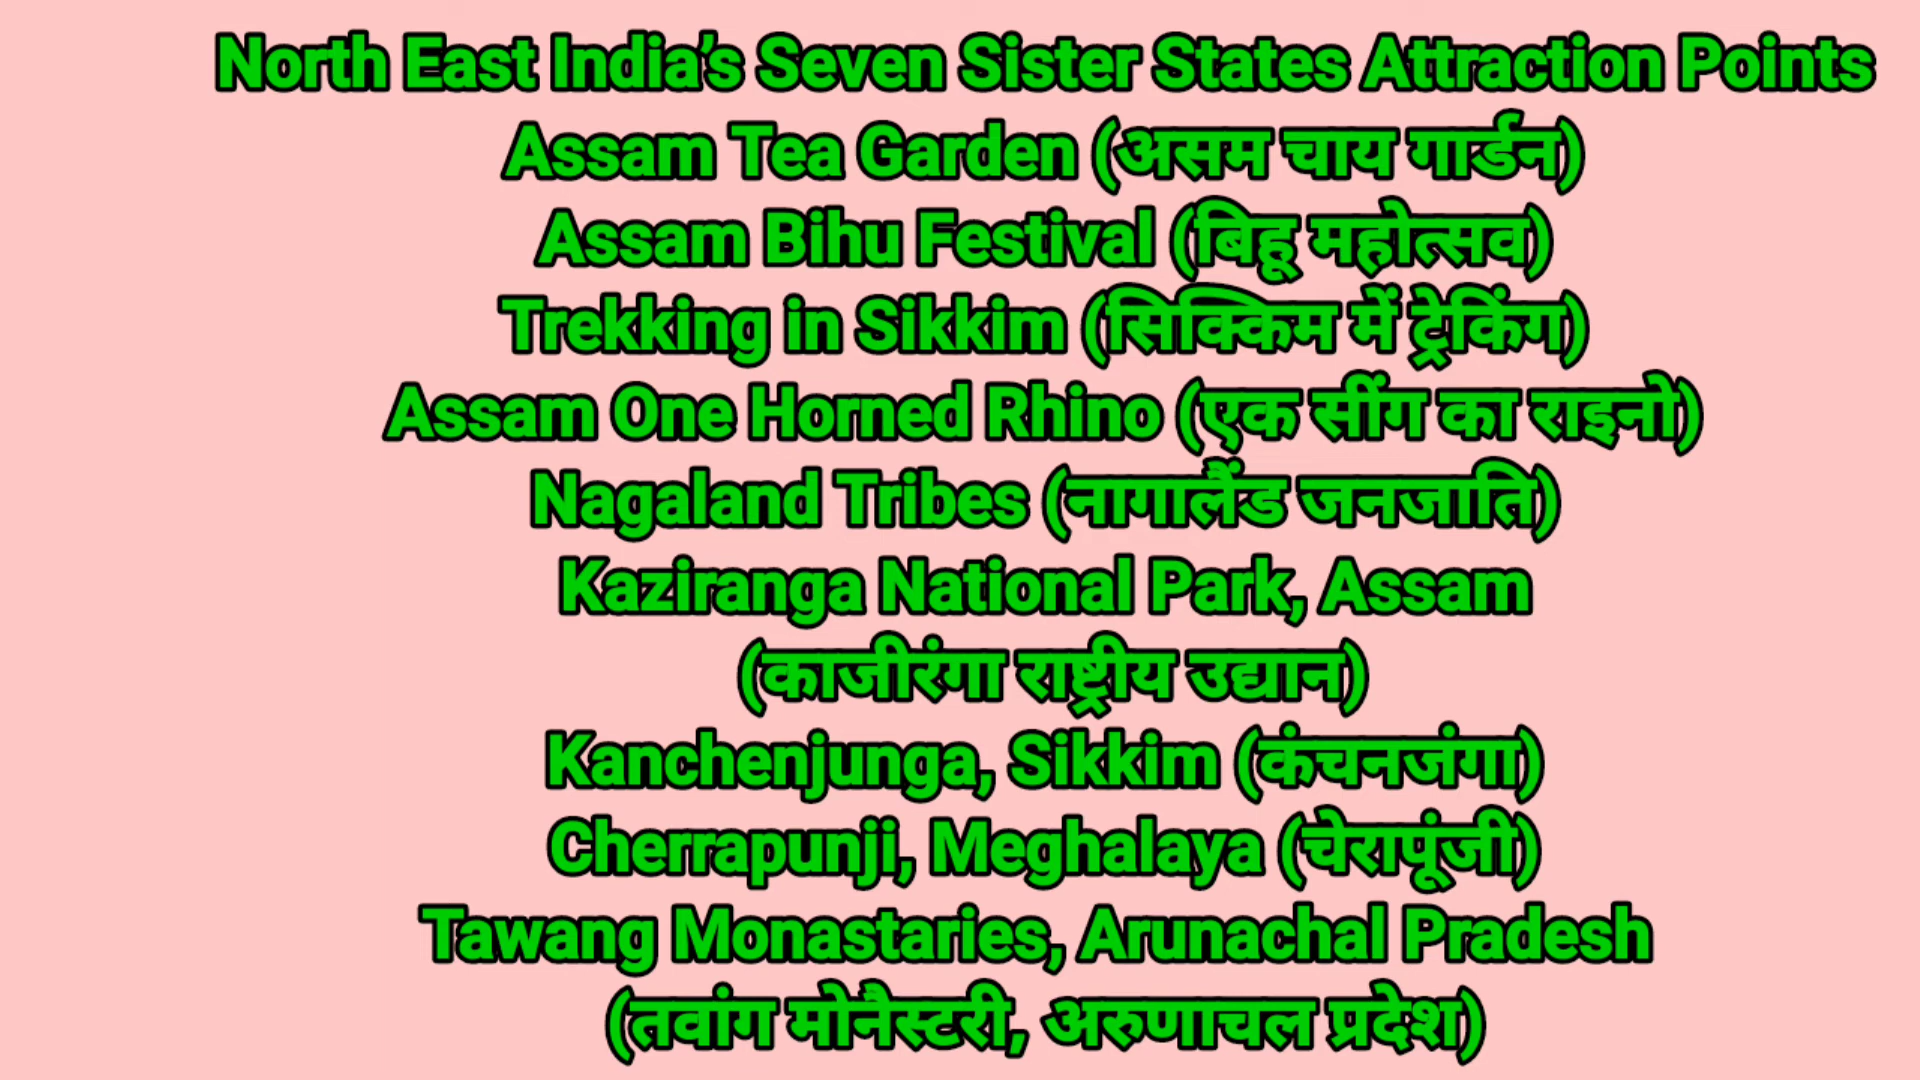 North East India’s Seven Sister States Attraction Points
Assam Tea Garden (असम चाय गार्डन)
Assam Bihu Festival (बिहू महोत्सव)
Trekking in Sikkim (सिक्किम में ट्रेकिंग)
Assam One Horned Rhino (एक सींग का राइनो)
Nagaland Tribes (नागालैंड जनजाति)
Kaziranga National Park, Assam
(काजीरंगा राष्ट्रीय उद्यान)
Kanchenjunga, Sikkim (कंचनजंगा)
Cherrapunji, Meghalaya (चेरापूंजी)
Tawang Monastaries, Arunachal Pradesh
(तवांग मोनैस्टरी, अरुणाचल प्रदेश)